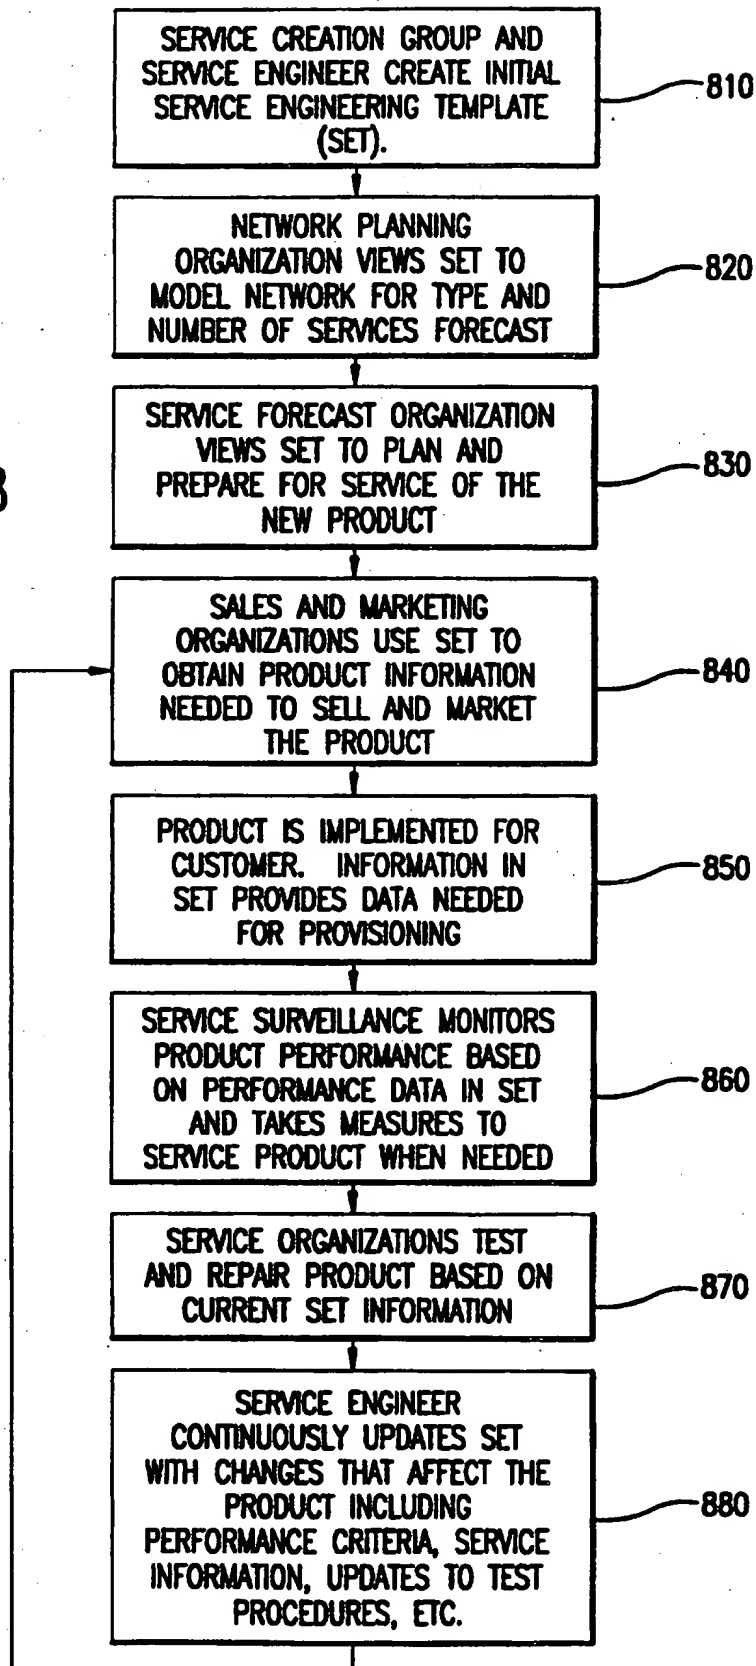 SERVICE CREATION GROUP AND
SERVICE ENGINEER CREATE INITIAL
SERVICE ENGINEERING TEMPLATE
(SET).
810
NETWORK PLANNING
ORGANIZATION VIEWS SET TO
MODEL NETWORK FOR TYPE AND
NUMBER OF SERVICES FORECAST
820
SERVICE FORECAST ORGANIZATION
VIEWS SET TO PLAN AND
PREPARE FOR SERVICE OF THE
NEW PRODUCT
830
SALES AND MARKETING
ORGANIZATIONS USE SET TO
OBTAIN PRODUCT INFORMATION
NEEDED TO SELL AND MARKET
THE PRODUCT
840
PRODUCT IS IMPLEMENTED FOR
CUSTOMER. INFORMATION IN
SET PROVIDES DATA NEEDED
FOR PROVISIONING
850
SERVICE SURVEILLANCE MONITORS
PRODUCT PERFORMANCE BASED
ON PERFORMANCE DATA IN SET
AND TAKES MEASURES TO
SERVICE PRODUCT WHEN NEEDED
860
SERVICE ORGANIZATIONS TEST
AND REPAIR PRODUCT BASED ON
CURRENT SET INFORMATION
870
SERVICE ENGINEER
CONTINUOUSLY UPDATES SET
WITH CHANGES THAT AFFECT THE
PRODUCT INCLUDING
PERFORMANCE CRITERIA, SERVICE
INFORMATION, UPDATES TO TEST
PROCEDURES, ETC.
880